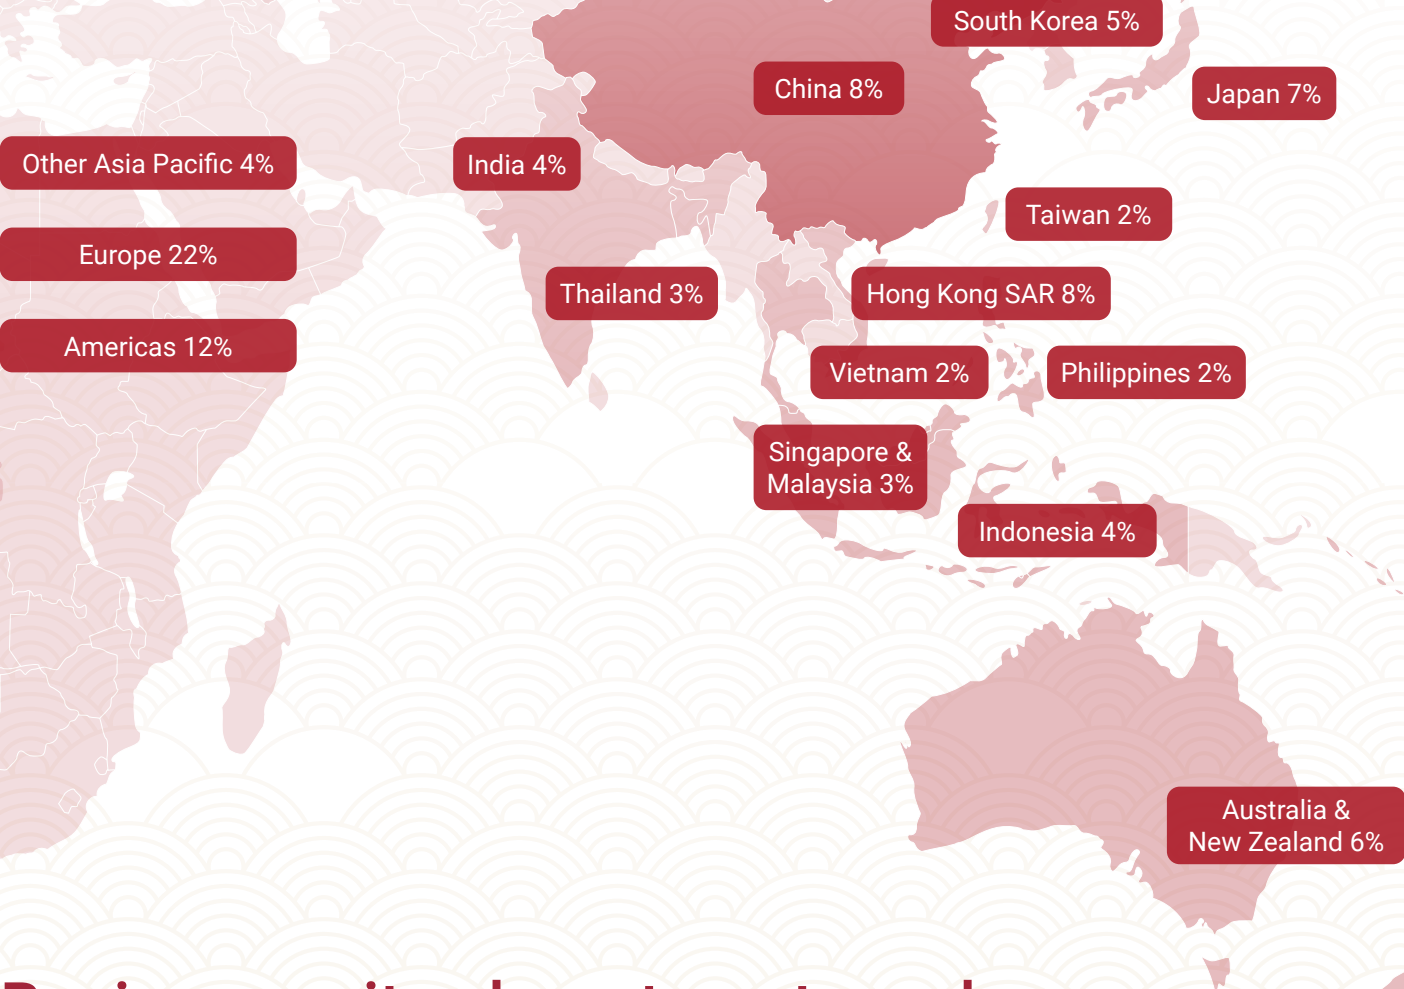 South Korea 5%
China 8%
Japan 7%
Other Asia Pacific 4%
India 4%
Taiwan 2%
Europe 22%
Thailand 3%
Hong Kong SAR 8%
Americas 12%
Vietnam 2%
Philippines 2%
Singapore &
Malaysia 3%
Indonesia 4%
Australia &
New Zealand 6%